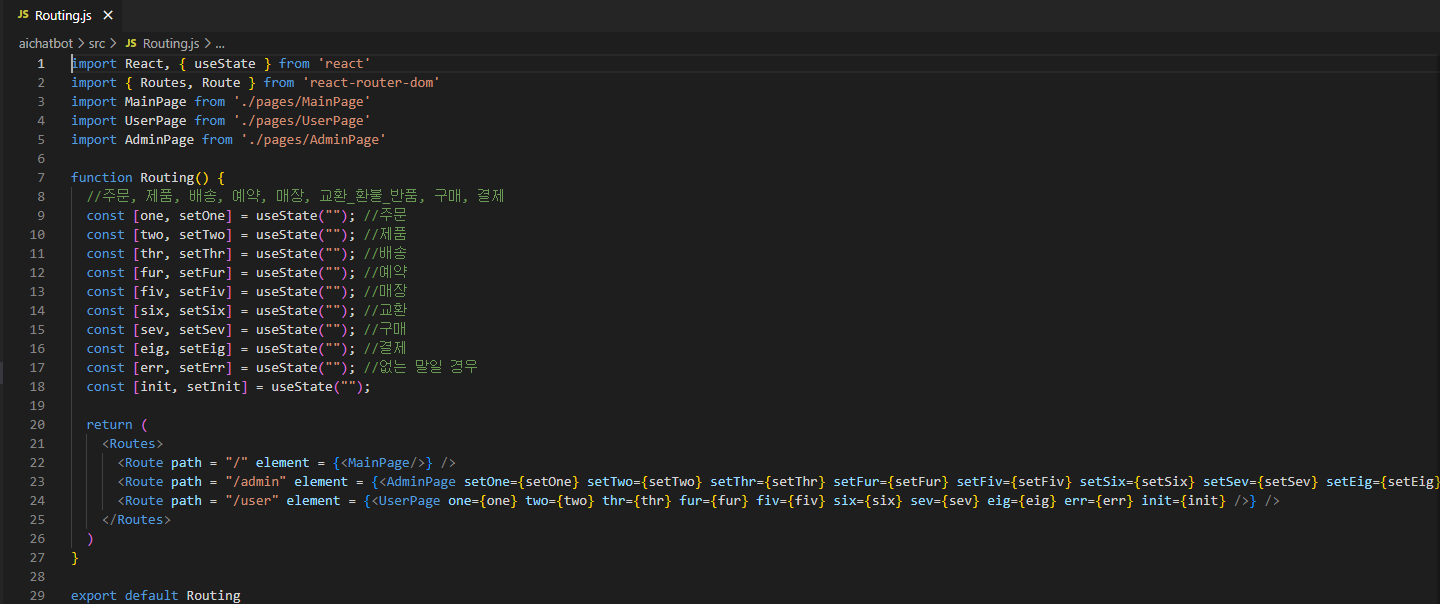 JS Routing.js ×
aichatbot > src > JS Routing.js > ...
1 import React, { useState } from 'react'
2 import { Routes, Route } from 'react-router-dom'
3 import MainPage from './pages/MainPage'
4 import UserPage from './pages/UserPage'
5 import AdminPage from './pages/AdminPage'
6
7 function Routing() {
8 //주문, 제품, 배송, 예약, 매장, 교환_환불_반품, 구매, 결제
9 const [one, setOne] = useState(""); //주문
10 const [two, setTwo] = useState(""); //제품
11 const [thr, setThr] = useState(""); //배송
12 const [fur, setFur] = useState(""); //예약
13 const [fiv, setFiv] = useState(""); //매장
14 const [six, setSix] = useState(""); //교환
15 const [sev, setSev] = useState(""); //구매
16 const [eig, setEig] = useState(""); //결제
17 const [err, setErr] = useState(""); //없는 말일 경우
18 const [init, setInit] = useState("");
19
20 return (
21 <Routes>
22 <Route path = "/" element = {<MainPage/>} />
23 <Route path = "/admin" element = {<AdminPage setOne={setOne} setTwo={setTwo} setThr={setThr} setFur={setFur} setFiv={setFiv} setSix={setSix} setSev={setSev} setEig={setEig}
24 <Route path = "/user" element = {<UserPage one={one} two={two} thr={thr} fur={fur} fiv={fiv} six={six} sev={sev} eig={eig} err={err} init={init} />} />
25 </Routes>
26 )
27 }
28
29 export default Routing